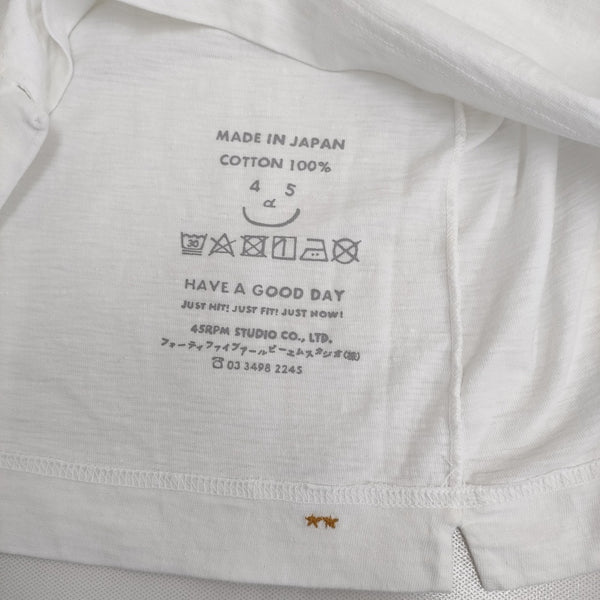 MADE IN JAPAN
COTTON 100%
4 5
30
HAVE A GOOD DAY
JUST HIT! JUST FIT! JUST NOW!
45RPM STUDIO CO., LTD.
フォーティファイブアールピーエムスタジオ(株)
☎03 3498 2245